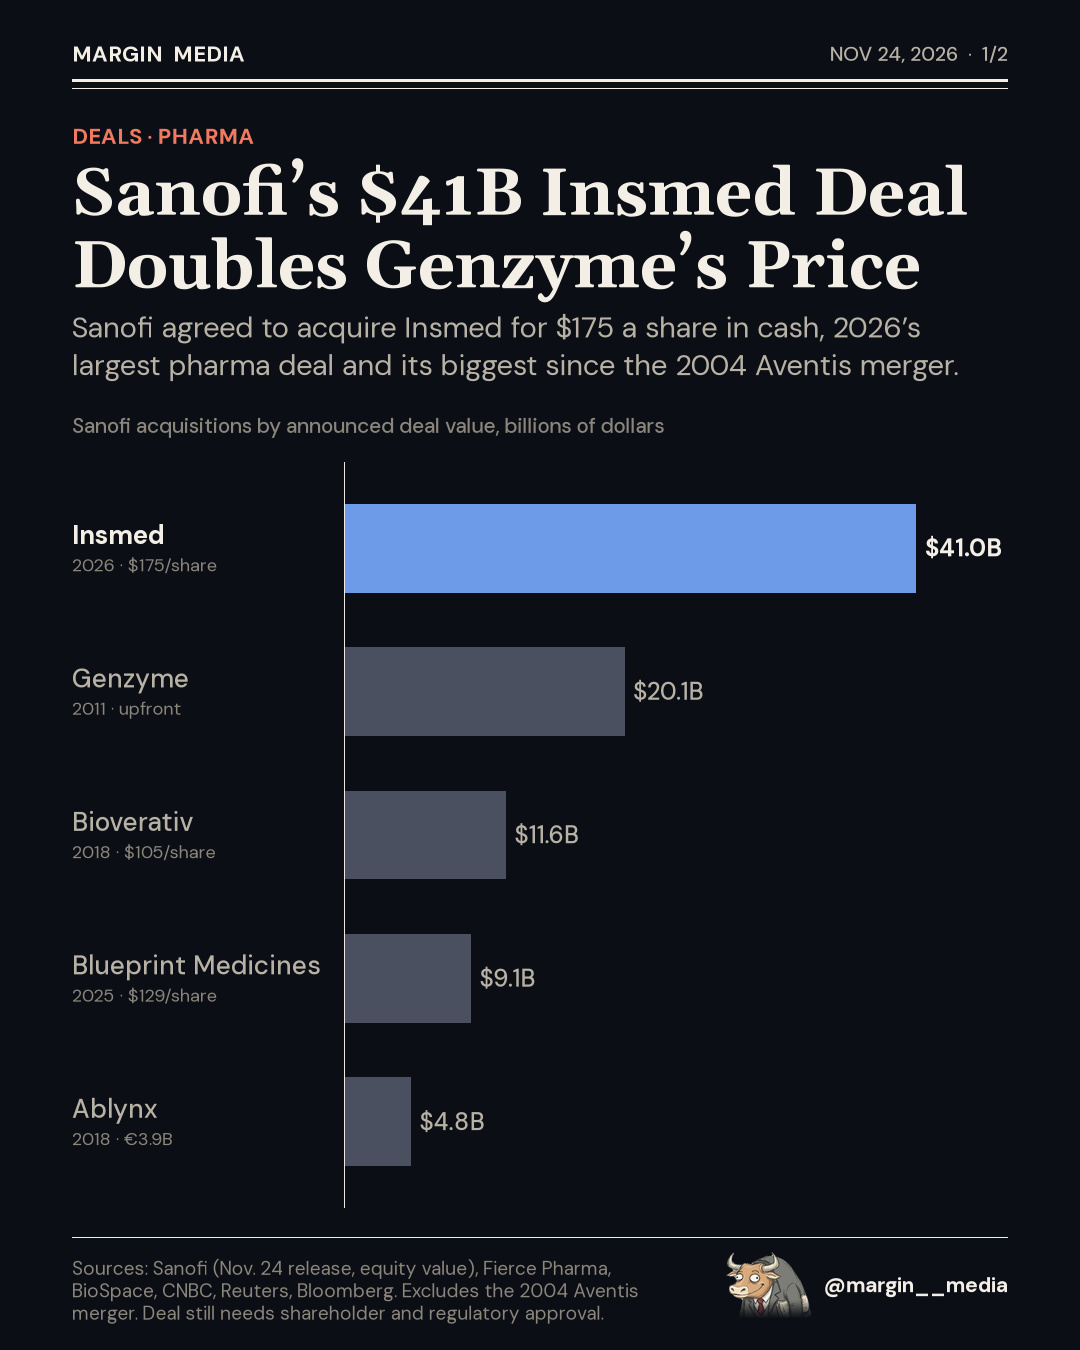 MARGIN MEDIA
NOV 24, 2026 · 1/2
DEALS · PHARMA
Sanofi’s $41B Insmed Deal
Doubles Genzyme’s Price
Sanofi agreed to acquire Insmed for $175 a share in cash, 2026’s
largest pharma deal and its biggest since the 2004 Aventis merger.
Sanofi acquisitions by announced deal value, billions of dollars
Insmed
2026 · $175/share
$41.0B
Genzyme
2011 · upfront
$20.1B
Bioverativ
2018 · $105/share
$11.6B
Blueprint Medicines
2025 · $129/share
$9.1B
Ablynx
2018 · €3.9B
$4.8B
Sources: Sanofi (Nov. 24 release, equity value), Fierce Pharma,
BioSpace, CNBC, Reuters, Bloomberg. Excludes the 2004 Aventis
merger. Deal still needs shareholder and regulatory approval.
@margin__media